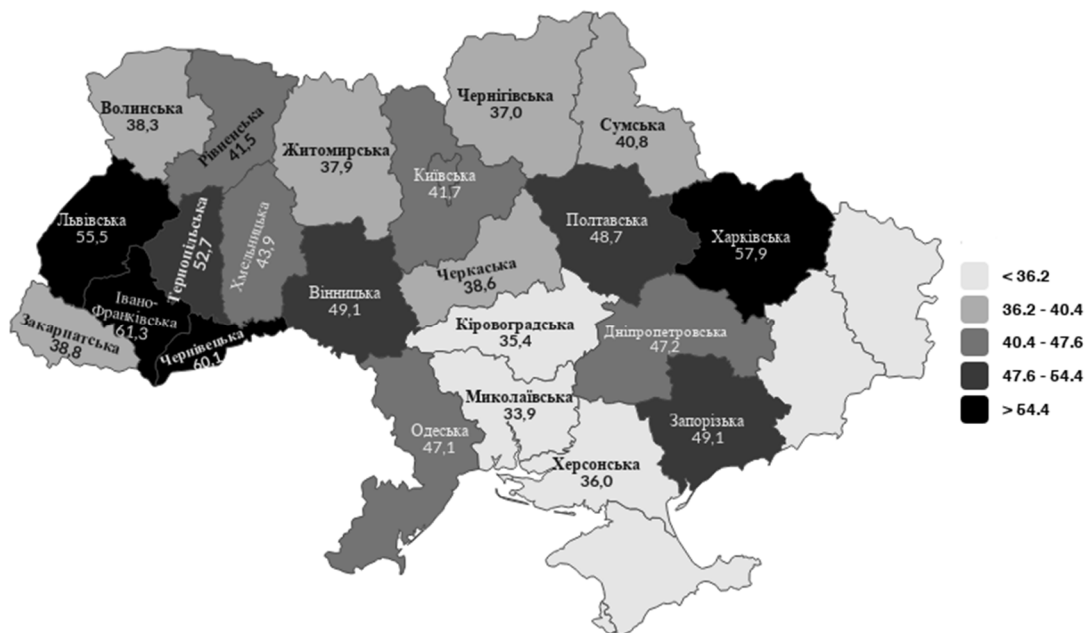 Волинська
38,3
Рівненська
41,5
Житомирська
37,9
Київська
41,7
Чернігівська
37,0
Сумська
40,8
Львівська
55,5
Тернопільська
52,7
Хмельницька
43,9
Вінницька
49,1
Черкаська
38,6
Полтавська
48,7
Харківська
57,9
Івано-
Франківська
61,3
Закарпатська
38,8
Чернівецька
60,1
Кіровоградська
35,4
Дніпропетровська
47,2
Миколаївська
33,9
Одеська
47,1
Запорізька
49,1
Херсонська
36,0
< 36.2
36.2 - 40.4
40.4 - 47.6
47.6 - 54.4
> 54.4